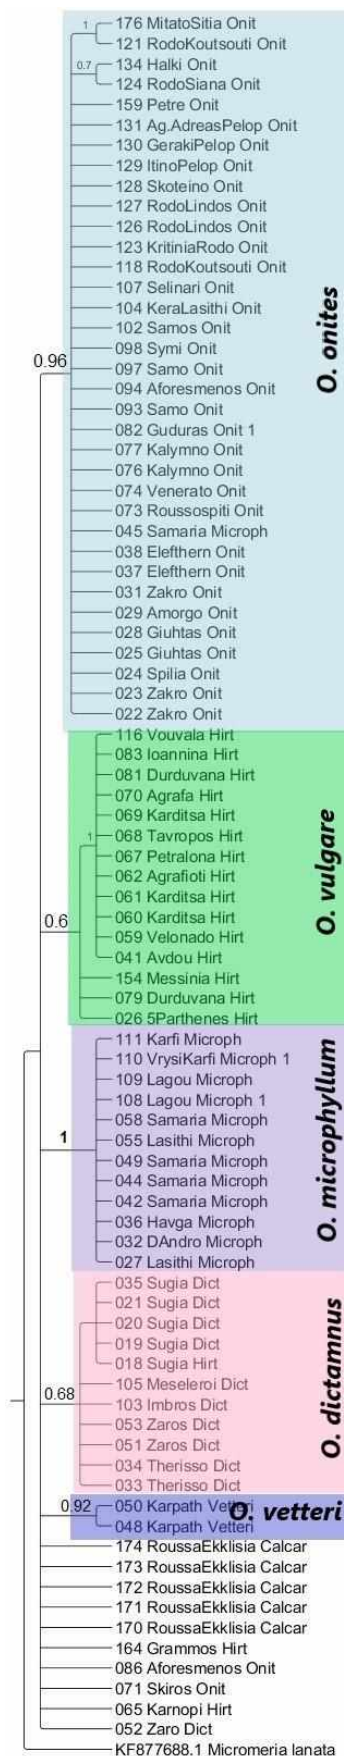 1
176 MitatoSitia Onit
121 RodoKoutsouti Onit
0.7
134 Halki Onit
124 RodoSiana Onit
159 Petre Onit
131 Ag.AdreasPelop Onit
130 GerakiPelop Onit
129 ItinoPelop Onit
128 Skoteino Onit
127 RodoLindos Onit
126 RodoLindos Onit
123 KritiniaRodo Onit
118 RodoKoutsouti Onit
107 Selinari Onit
104 KeraLasithi Onit
102 Samos Onit
098 Symi Onit
097 Samo Onit
094 Aforesmenos Onit
093 Samo Onit
082 Guduras Onit 1
077 Kalymno Onit
076 Kalymno Onit
074 Venerato Onit
073 Roussospiti Onit
045 Samaria Microph
038 Elefthern Onit
037 Elefthern Onit
031 Zakro Onit
029 Amorgo Onit
028 Giuhtas Onit
025 Giuhtas Onit
024 Spilia Onit
023 Zakro Onit
022 Zakro Onit
0.96
O. onites
116 Vouvala Hirt
083 Ioannina Hirt
081 Durduvana Hirt
070 Agrafa Hirt
069 Karditsa Hirt
068 Tavropos Hirt
067 Petralona Hirt
062 Agrafioti Hirt
061 Karditsa Hirt
060 Karditsa Hirt
059 Velonado Hirt
041 Avdou Hirt
154 Messinia Hirt
079 Durduvana Hirt
026 5Parthenes Hirt
1
0.6
O. vulgare
111 Karfi Microph
110 VrysiKarfi Microph 1
109 Lagou Microph
108 Lagou Microph 1
058 Samaria Microph
055 Lasithi Microph
049 Samaria Microph
044 Samaria Microph
042 Samaria Microph
036 Havga Microph
032 DAndro Microph
027 Lasithi Microph
1
O. microphyllum
035 Sugia Dict
021 Sugia Dict
020 Sugia Dict
019 Sugia Dict
018 Sugia Hirt
105 Meseleroi Dict
103 Imbros Dict
053 Zaros Dict
051 Zaros Dict
034 Therisso Dict
033 Therisso Dict
0.68
O. dictamnus
0.92
050 Karpath Vetteri
048 Karpath Vetteri
O. vetteri
174 RoussaEkklisia Calcar
173 RoussaEkklisia Calcar
172 RoussaEkklisia Calcar
171 RoussaEkklisia Calcar
170 RoussaEkklisia Calcar
164 Grammos Hirt
086 Aforesmenos Onit
071 Skiros Onit
065 Karnopi Hirt
052 Zaro Dict
KF877688.1 Micromeria lanata